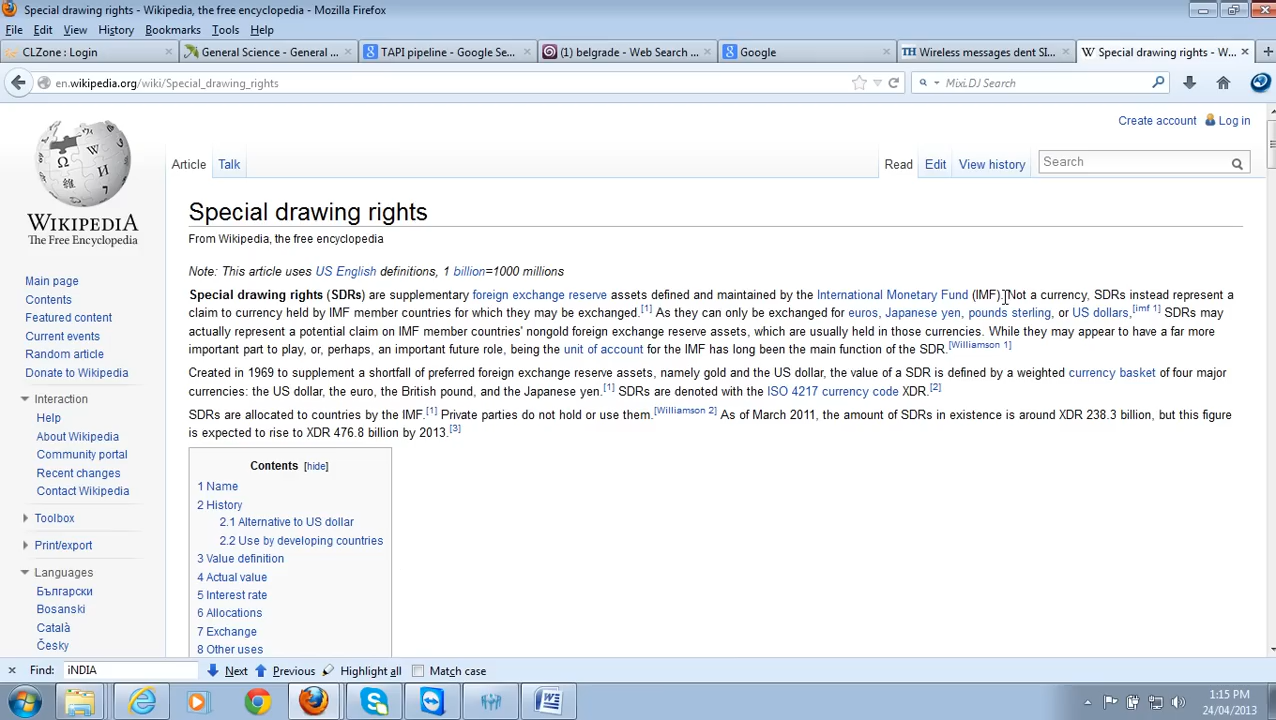 Special drawing rights - Wikipedia, the free encyclopedia - Mozilla Firefox
File Edit View History Bookmarks Tools Help
CLZone : Login
General Science - General ...
TAPI pipeline - Google Se...
(1) belgrade - Web Search ...
Google
TH Wireless messages dent SI...
W Special drawing rights - W...
en.wikipedia.org/wiki/Special_drawing_rights
Mixi.DJ Search
Create account Log in
Article Talk
Read Edit View history Search
WIKIPEDIA
The Free Encyclopedia
Main page
Contents
Featured content
Current events
Random article
Donate to Wikipedia
Interaction
Help
About Wikipedia
Community portal
Recent changes
Contact Wikipedia
Toolbox
Print/export
Languages
Български
Bosanski
Català
Česky
Special drawing rights
From Wikipedia, the free encyclopedia
Note: This article uses US English definitions, 1 billion=1000 millions
Special drawing rights (SDRs) are supplementary foreign exchange reserve assets defined and maintained by the International Monetary Fund (IMF). Not a currency, SDRs instead represent a
claim to currency held by IMF member countries for which they may be exchanged.[1] As they can only be exchanged for euros, Japanese yen, pounds sterling, or US dollars,[imf 1] SDRs may
actually represent a potential claim on IMF member countries' nongold foreign exchange reserve assets, which are usually held in those currencies. While they may appear to have a far more
important part to play, or, perhaps, an important future role, being the unit of account for the IMF has long been the main function of the SDR.[Williamson 1]
Created in 1969 to supplement a shortfall of preferred foreign exchange reserve assets, namely gold and the US dollar, the value of a SDR is defined by a weighted currency basket of four major
currencies: the US dollar, the euro, the British pound, and the Japanese yen.[1] SDRs are denoted with the ISO 4217 currency code XDR.[2]
SDRs are allocated to countries by the IMF.[1] Private parties do not hold or use them.[Williamson 2] As of March 2011, the amount of SDRs in existence is around XDR 238.3 billion, but this figure
is expected to rise to XDR 476.8 billion by 2013.[3]
Contents [hide]
1 Name
2 History
2.1 Alternative to US dollar
2.2 Use by developing countries
3 Value definition
4 Actual value
5 Interest rate
6 Allocations
7 Exchange
8 Other uses
Find: iNDIA Next Previous Highlight all Match case
1:15 PM
24/04/2013